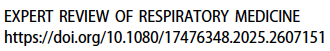 EXPERT REVIEW OF RESPIRATORY MEDICINE
https://doi.org/10.1080/17476348.2025.2607151